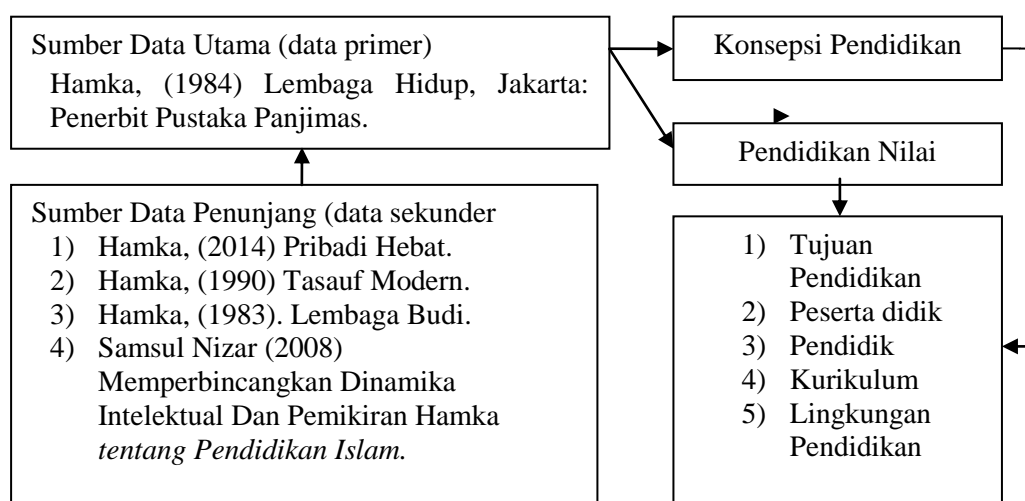 Sumber Data Utama (data primer)
Hamka, (1984) Lembaga Hidup, Jakarta:
Penerbit Pustaka Panjimas.
Sumber Data Penunjang (data sekunder
1) Hamka, (2014) Pribadi Hebat.
2) Hamka, (1990) Tasauf Modern.
3) Hamka, (1983). Lembaga Budi.
4) Samsul Nizar (2008)
Memperbincangkan Dinamika
Intelektual Dan Pemikiran Hamka
tentang Pendidikan Islam.
Konsepsi Pendidikan
Pendidikan Nilai
1) Tujuan
Pendidikan
2) Peserta didik
3) Pendidik
4) Kurikulum
5) Lingkungan
Pendidikan